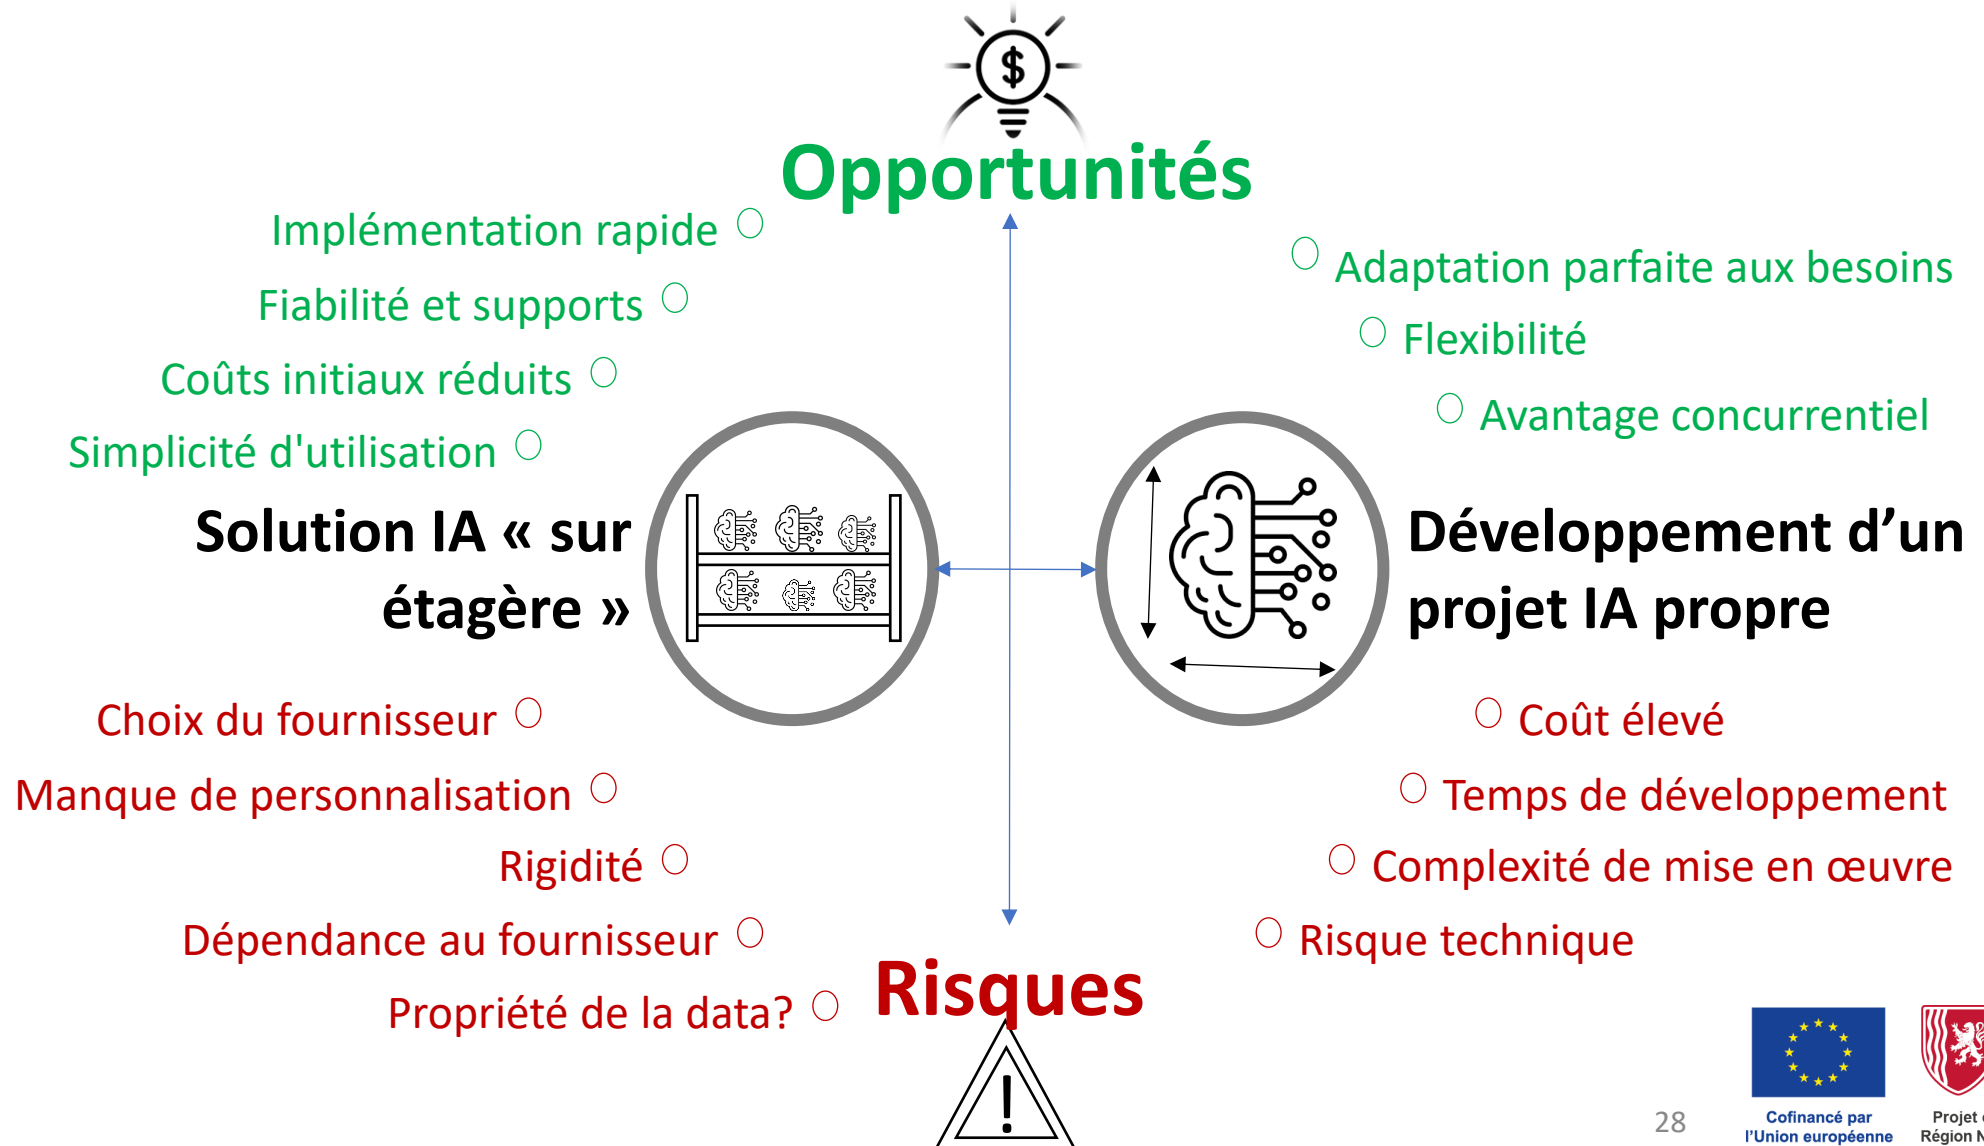 $
Opportunités
Implémentation rapide
Fiabilité et supports
Coûts initiaux réduits
Simplicité d'utilisation
Adaptation parfaite aux besoins
Flexibilité
Avantage concurrentiel
Solution IA « sur
étagère »
Développement d’un
projet IA propre
Choix du fournisseur
Manque de personnalisation
Rigidité
Dépendance au fournisseur
Propriété de la data?
Coût élevé
Temps de développement
Complexité de mise en œuvre
Risque technique
Risques
!
28
Cofinancé par
l'Union européenne
Projet
Région N